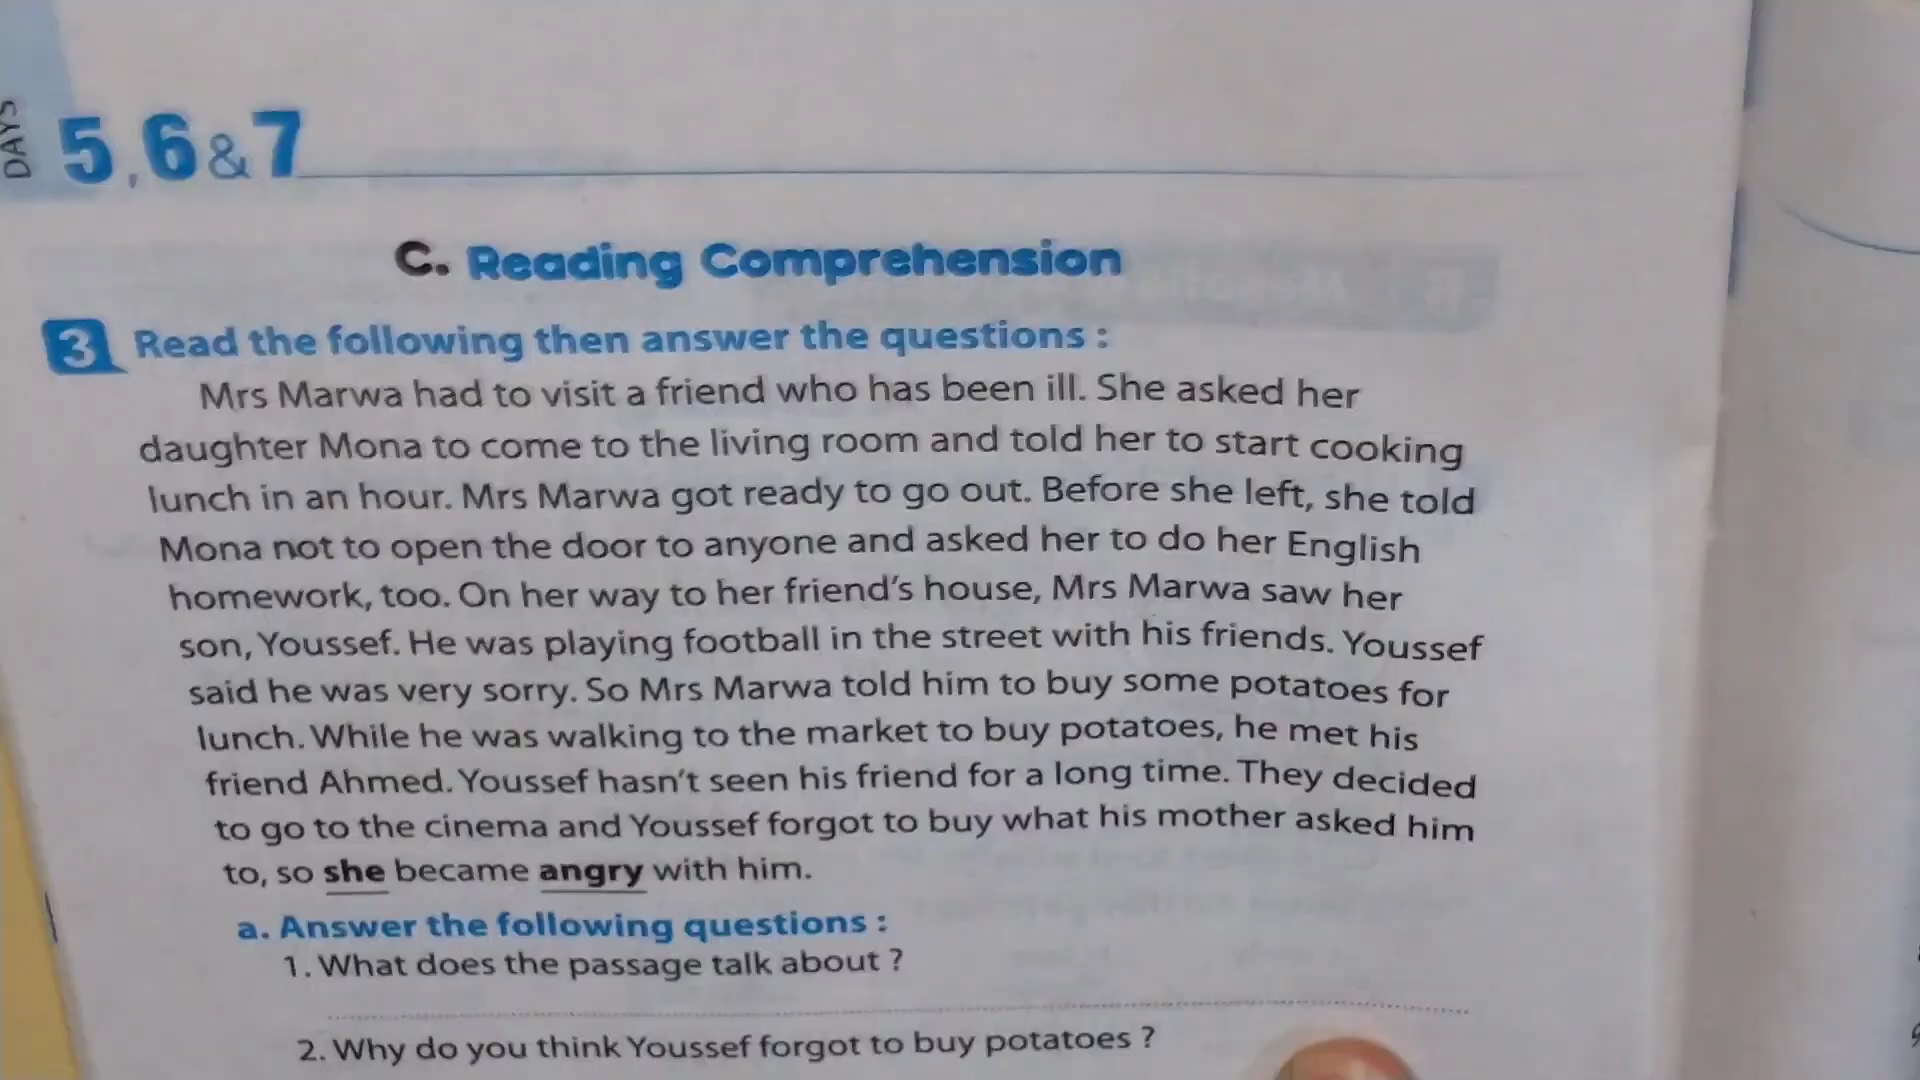 DAYS
5,6&7
C. Reading Comprehension
3 Read the following then answer the questions :
Mrs Marwa had to visit a friend who has been ill. She asked her
daughter Mona to come to the living room and told her to start cooking
lunch in an hour. Mrs Marwa got ready to go out. Before she left, she told
Mona not to open the door to anyone and asked her to do her English
homework, too. On her way to her friend's house, Mrs Marwa saw her
son, Youssef. He was playing football in the street with his friends. Youssef
said he was very sorry. So Mrs Marwa told him to buy some potatoes for
lunch. While he was walking to the market to buy potatoes, he met his
friend Ahmed. Youssef hasn't seen his friend for a long time. They decided
to go to the cinema and Youssef forgot to buy what his mother asked him
to, so she became angry with him.
a. Answer the following questions :
1. What does the passage talk about ?
2. Why do you think Youssef forgot to buy potatoes ?